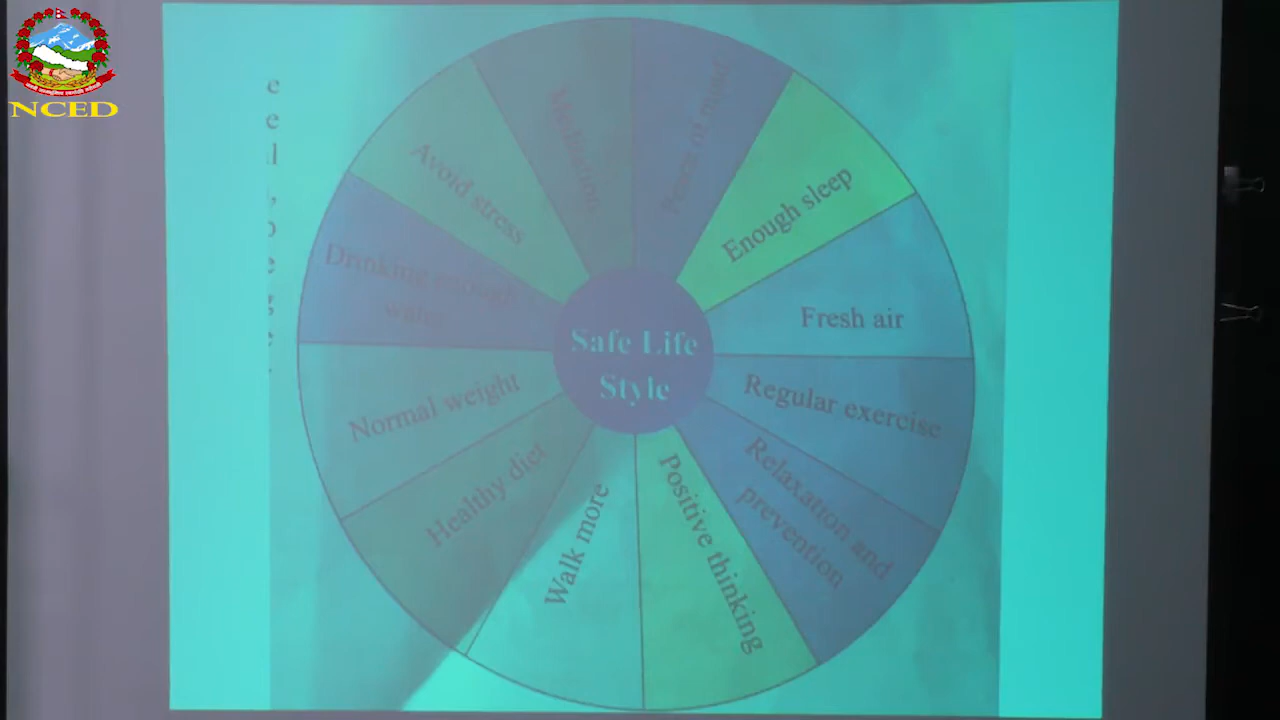 NCED
Meditation
Peace of mind
Enough sleep
Fresh air
Regular exercise
Relaxation and
prevention
Positive thinking
Walk more
Healthy diet
Normal weight
Drinking enough
water
Avoid stress
Safe Life
Style